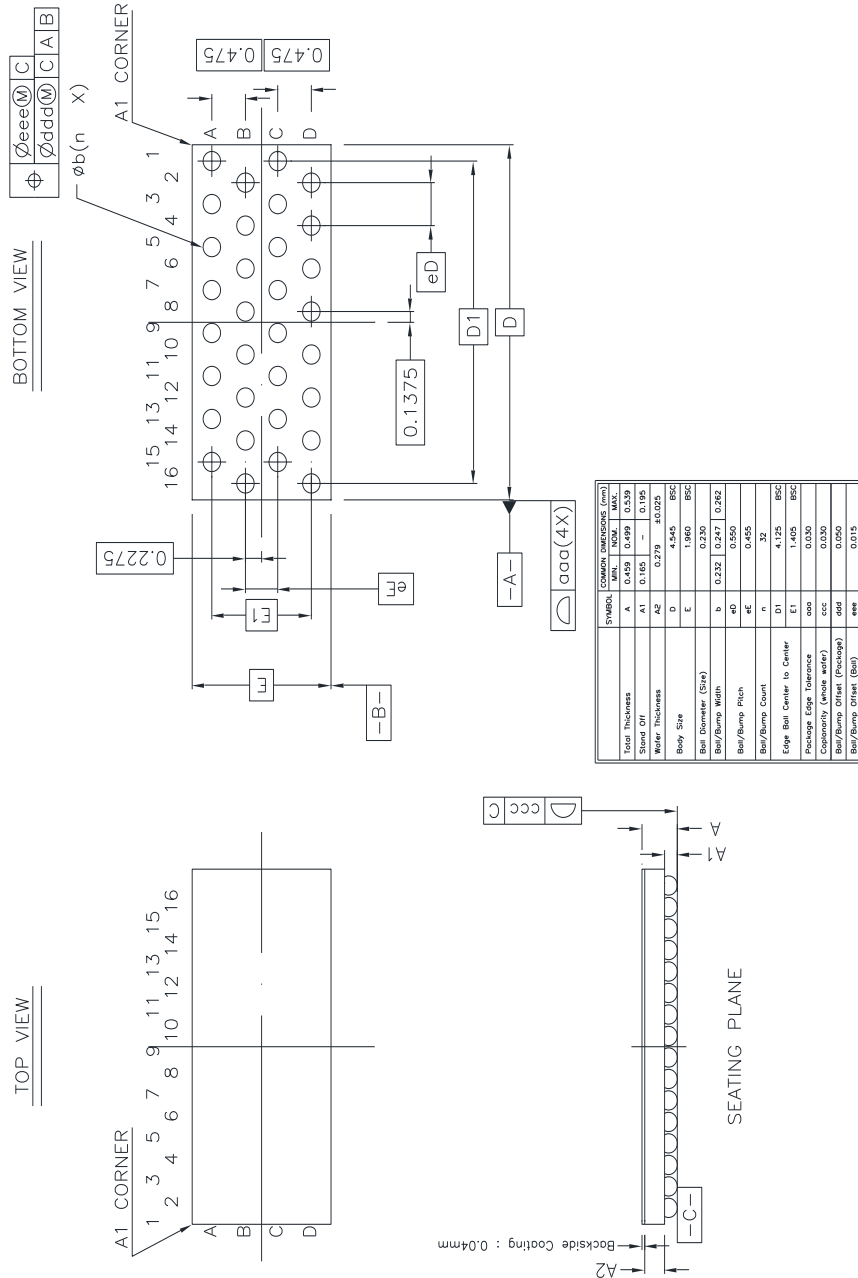 TOP VIEW
A1 CORNER
1 3 5 7 9 11 13 15
2 4 6 8 10 12 14 16
A
B
C
D
BOTTOM VIEW
⌖ Øeee Ⓜ C
Øddd Ⓜ C A B
Øb(n X)
A1 CORNER
15 13 11 9 7 5 3 1
16 14 12 10 8 6 4 2
A
B
C
D
0.475
0.475
0.2275
eE
E1
E
-B-
eD
0.1375
D1
D
-A-
⌓ aaa(4X)
Backside Coating : 0.04mm
A2
-C-
SEATING PLANE
⌓ ccc C
A
A1
SYMBOL COMMON DIMENSIONS (mm)
MIN. NOM. MAX.
Total Thickness A 0.459 0.499 0.539
Stand Off A1 0.165 - 0.195
Wafer Thickness A2 0.279 ±0.025
Body Size D 4.545 BSC
E 1.960 BSC
Ball Diameter (Size) 0.230
Ball/Bump Width b 0.232 0.247 0.262
Ball/Bump Pitch eD 0.550
eE 0.455
Ball/Bump Count n 32
Edge Ball Center to Center D1 4.125 BSC
E1 1.405 BSC
Package Edge Tolerance aaa 0.030
Coplanarity (whole wafer) ccc 0.030
Ball/Bump Offset (Package) ddd 0.050
Ball/Bump Offset (Ball) eee 0.015